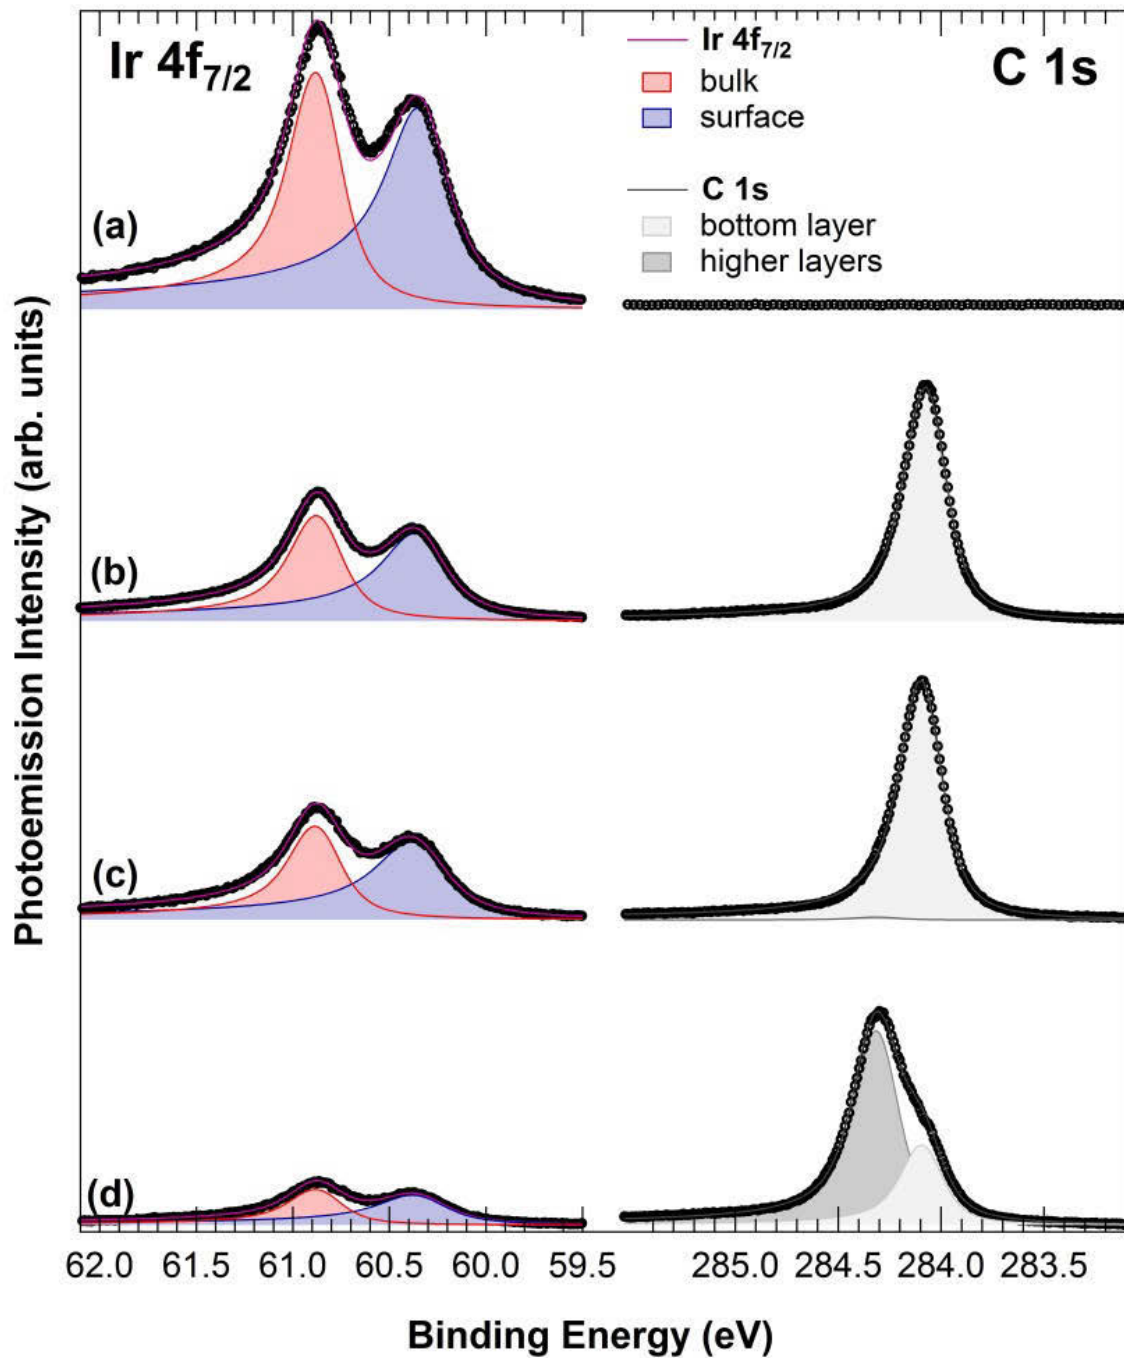 Ir 4f7/2
Ir 4f7/2
bulk
surface
C 1s
C 1s
bottom layer
higher layers
(a)
(b)
(c)
(d)
Photoemission Intensity (arb. units)
62.0 61.5 61.0 60.5 60.0 59.5 285.0 284.5 284.0 283.5
Binding Energy (eV)